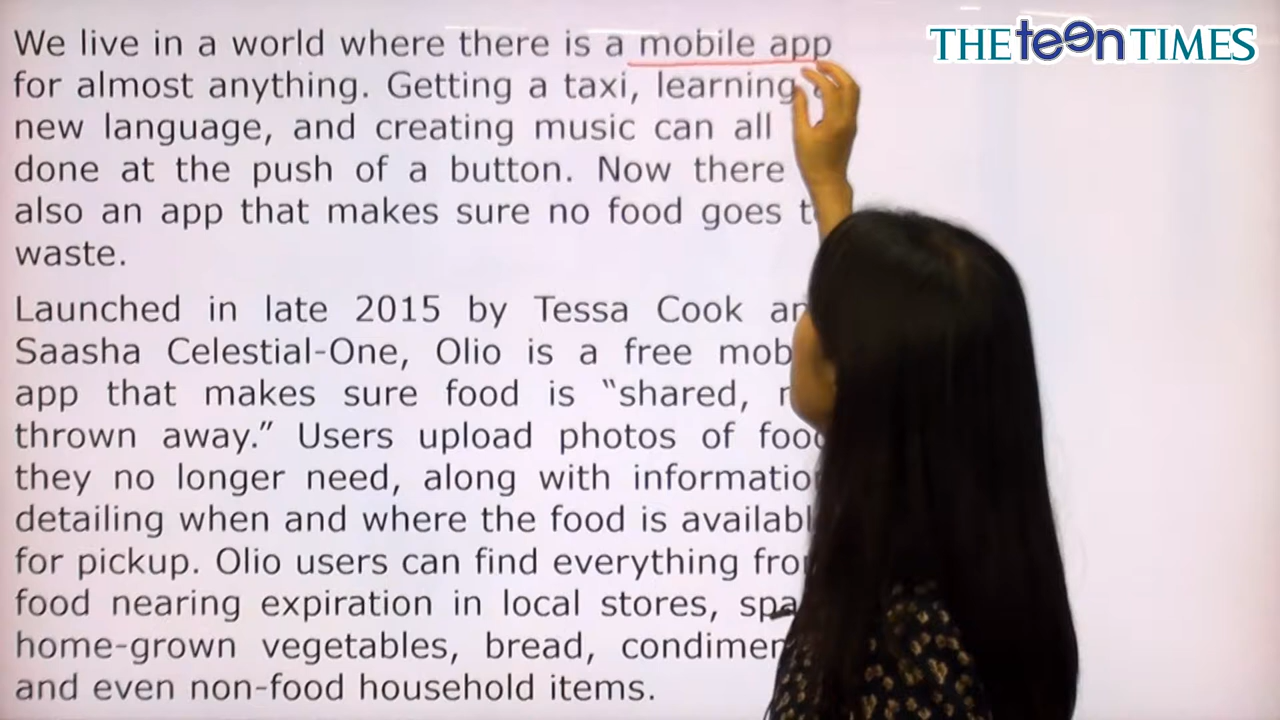 THE teen TIMES
We live in a world where there is a mobile app
for almost anything. Getting a taxi, learning
new language, and creating music can all
done at the push of a button. Now there
also an app that makes sure no food goes
waste.
Launched in late 2015 by Tessa Cook
Saasha Celestial-One, Olio is a free
app that makes sure food is “shared,
thrown away.” Users upload photos of food
they no longer need, along with information
detailing when and where the food is available
for pickup. Olio users can find everything from
food nearing expiration in local stores,
home-grown vegetables, bread,
and even non-food household items.